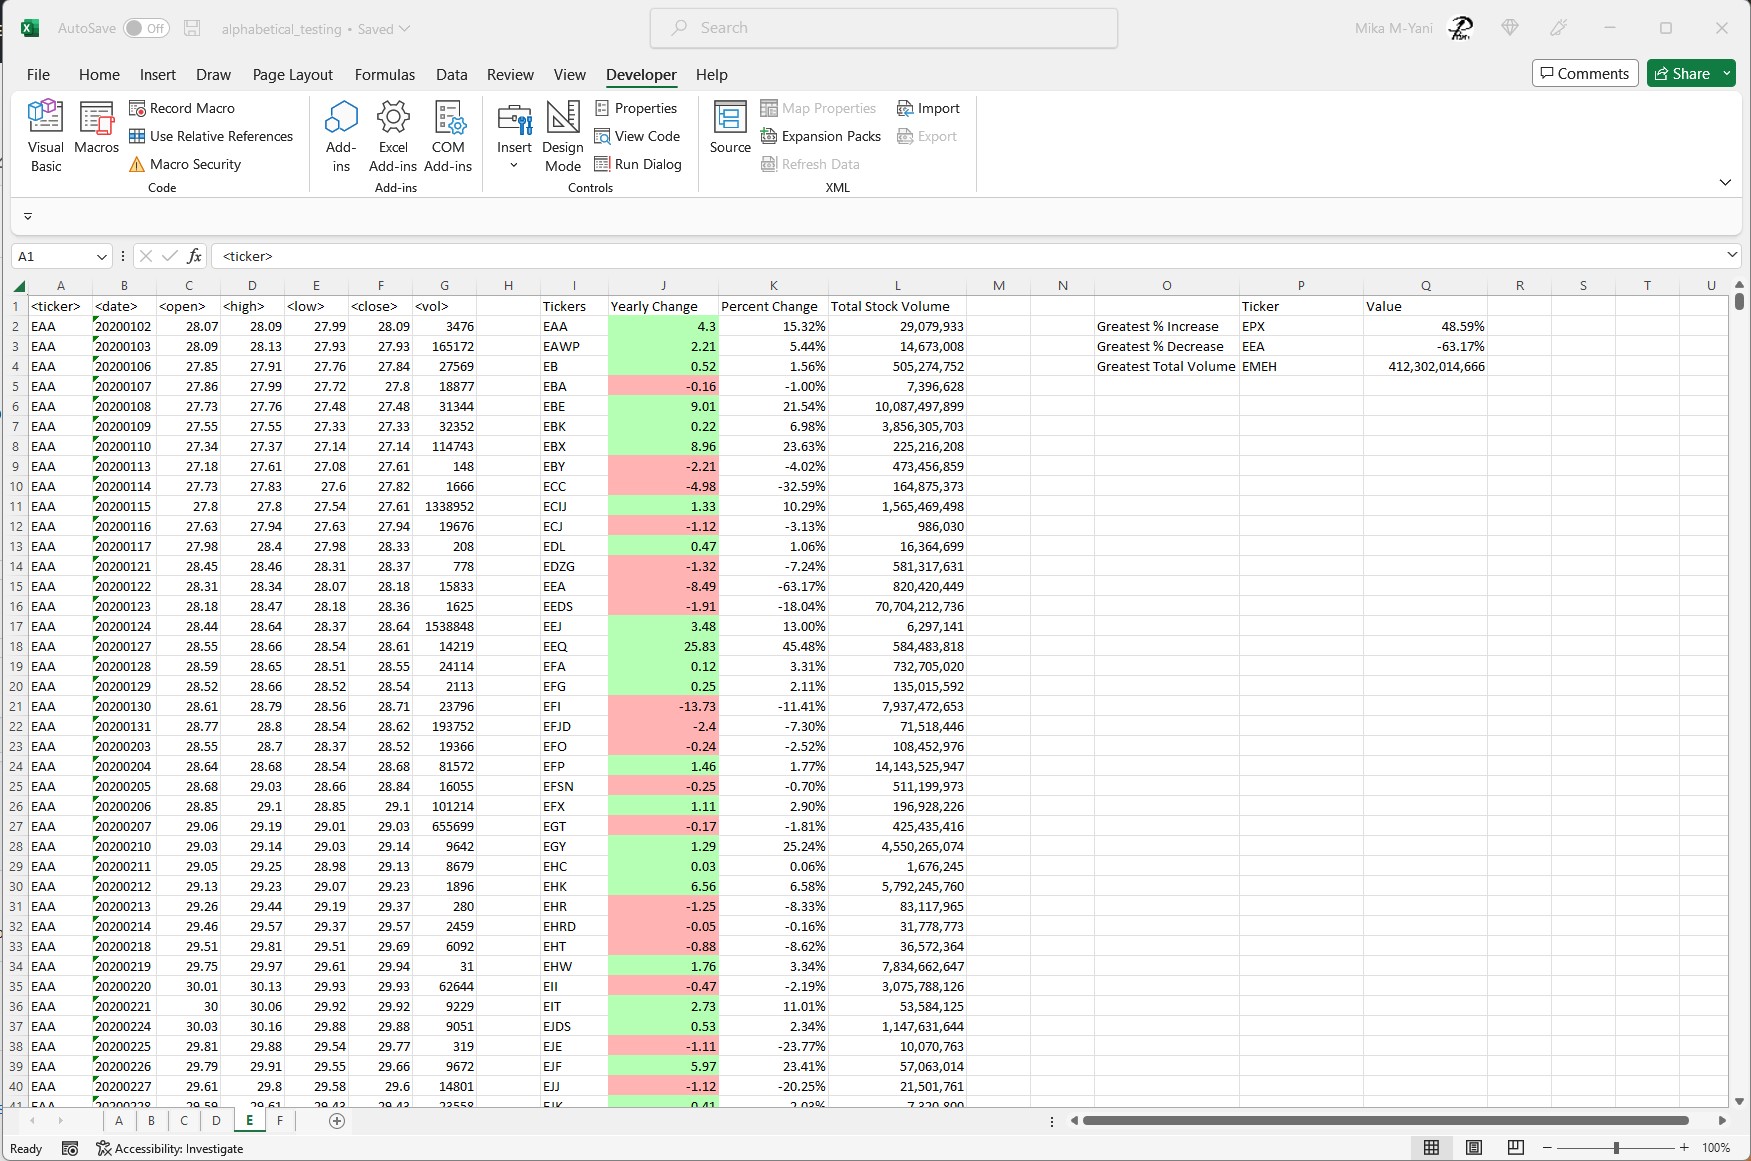 AutoSave Off alphabetical_testing • Saved Search Mika M-Yani
File Home Insert Draw Page Layout Formulas Data Review View Developer Help Comments Share
Visual Basic Macros Record Macro Use Relative References Macro Security Code
Add-ins Excel Add-ins COM Add-ins Add-ins
Insert Design Mode Properties View Code Run Dialog Controls
Source Map Properties Expansion Packs Refresh Data Import Export XML
A1 fx <ticker>
A B C D E F G H I J K L M N O P Q R S T U
1 <ticker> <date> <open> <high> <low> <close> <vol> Tickers Yearly Change Percent Change Total Stock Volume Ticker Value
2 EAA 20200102 28.07 28.09 27.99 28.09 3476 EAA 4.3 15.32% 29,079,933 Greatest % Increase EPX 48.59%
3 EAA 20200103 28.09 28.13 27.93 27.93 165172 EAWP 2.21 5.44% 14,673,008 Greatest % Decrease EEA -63.17%
4 EAA 20200106 27.85 27.91 27.76 27.84 27569 EB 0.52 1.56% 505,274,752 Greatest Total Volume EMEH 412,302,014,666
5 EAA 20200107 27.86 27.99 27.72 27.8 18877 EBA -0.16 -1.00% 7,396,628
6 EAA 20200108 27.73 27.76 27.48 27.48 31344 EBE 9.01 21.54% 10,087,497,899
7 EAA 20200109 27.55 27.55 27.33 27.33 32352 EBK 0.22 6.98% 3,856,305,703
8 EAA 20200110 27.34 27.37 27.14 27.14 114743 EBX 8.96 23.63% 225,216,208
9 EAA 20200113 27.18 27.61 27.08 27.61 148 EBY -2.21 -4.02% 473,456,859
10 EAA 20200114 27.73 27.83 27.6 27.82 1666 ECC -4.98 -32.59% 164,875,373
11 EAA 20200115 27.8 27.8 27.54 27.61 1338952 ECIJ 1.33 10.29% 1,565,469,498
12 EAA 20200116 27.63 27.94 27.63 27.94 19676 ECJ -1.12 -3.13% 986,030
13 EAA 20200117 27.98 28.4 27.98 28.33 208 EDL 0.47 1.06% 16,364,699
14 EAA 20200121 28.45 28.46 28.31 28.37 778 EDZG -1.32 -7.24% 581,317,631
15 EAA 20200122 28.31 28.34 28.07 28.18 15833 EEA -8.49 -63.17% 820,420,449
16 EAA 20200123 28.18 28.47 28.18 28.36 1625 EEDS -1.91 -18.04% 70,704,212,736
17 EAA 20200124 28.44 28.64 28.37 28.64 1538848 EEJ 3.48 13.00% 6,297,141
18 EAA 20200127 28.55 28.66 28.54 28.61 14219 EEQ 25.83 45.48% 584,483,818
19 EAA 20200128 28.59 28.65 28.51 28.55 24114 EFA 0.12 3.31% 732,705,020
20 EAA 20200129 28.52 28.66 28.52 28.54 2113 EFG 0.25 2.11% 135,015,592
21 EAA 20200130 28.61 28.79 28.56 28.71 23796 EFI -13.73 -11.41% 7,937,472,653
22 EAA 20200131 28.77 28.8 28.54 28.62 193752 EFJD -2.4 -7.30% 71,518,446
23 EAA 20200203 28.55 28.7 28.37 28.52 19366 EFO -0.24 -2.52% 108,452,976
24 EAA 20200204 28.64 28.68 28.54 28.68 81572 EFP 1.46 1.77% 14,143,525,947
25 EAA 20200205 28.68 29.03 28.66 28.84 16055 EFSN -0.25 -0.70% 511,199,973
26 EAA 20200206 28.85 29.1 28.85 29.1 101214 EFX 1.11 2.90% 196,928,226
27 EAA 20200207 29.06 29.19 29.01 29.03 655699 EGT -0.17 -1.81% 425,435,416
28 EAA 20200210 29.03 29.14 29.03 29.14 9642 EGY 1.29 25.24% 4,550,265,074
29 EAA 20200211 29.05 29.25 28.98 29.13 8679 EHC 0.03 0.06% 1,676,245
30 EAA 20200212 29.13 29.23 29.07 29.23 1896 EHK 6.56 6.58% 5,792,245,760
31 EAA 20200213 29.26 29.44 29.19 29.37 280 EHR -1.25 -8.33% 83,117,965
32 EAA 20200214 29.46 29.57 29.37 29.57 2459 EHRD -0.05 -0.16% 31,778,773
33 EAA 20200218 29.51 29.81 29.51 29.69 6092 EHT -0.88 -8.62% 36,572,364
34 EAA 20200219 29.75 29.97 29.61 29.94 31 EHW 1.76 3.34% 7,834,662,647
35 EAA 20200220 30.01 30.13 29.93 29.93 62644 EII -0.47 -2.19% 3,075,788,126
36 EAA 20200221 30 30.06 29.92 29.92 9229 EIT 2.73 11.01% 53,584,125
37 EAA 20200224 30.03 30.16 29.88 29.88 9051 EJDS 0.53 2.34% 1,147,631,644
38 EAA 20200225 29.81 29.88 29.54 29.77 319 EJE -1.11 -23.77% 10,070,763
39 EAA 20200226 29.79 29.91 29.55 29.66 9672 EJF 5.97 23.41% 57,063,014
40 EAA 20200227 29.61 29.8 29.58 29.6 14801 EJJ -1.12 -20.25% 21,501,761
A B C D E F
Ready Accessibility: Investigate 100%